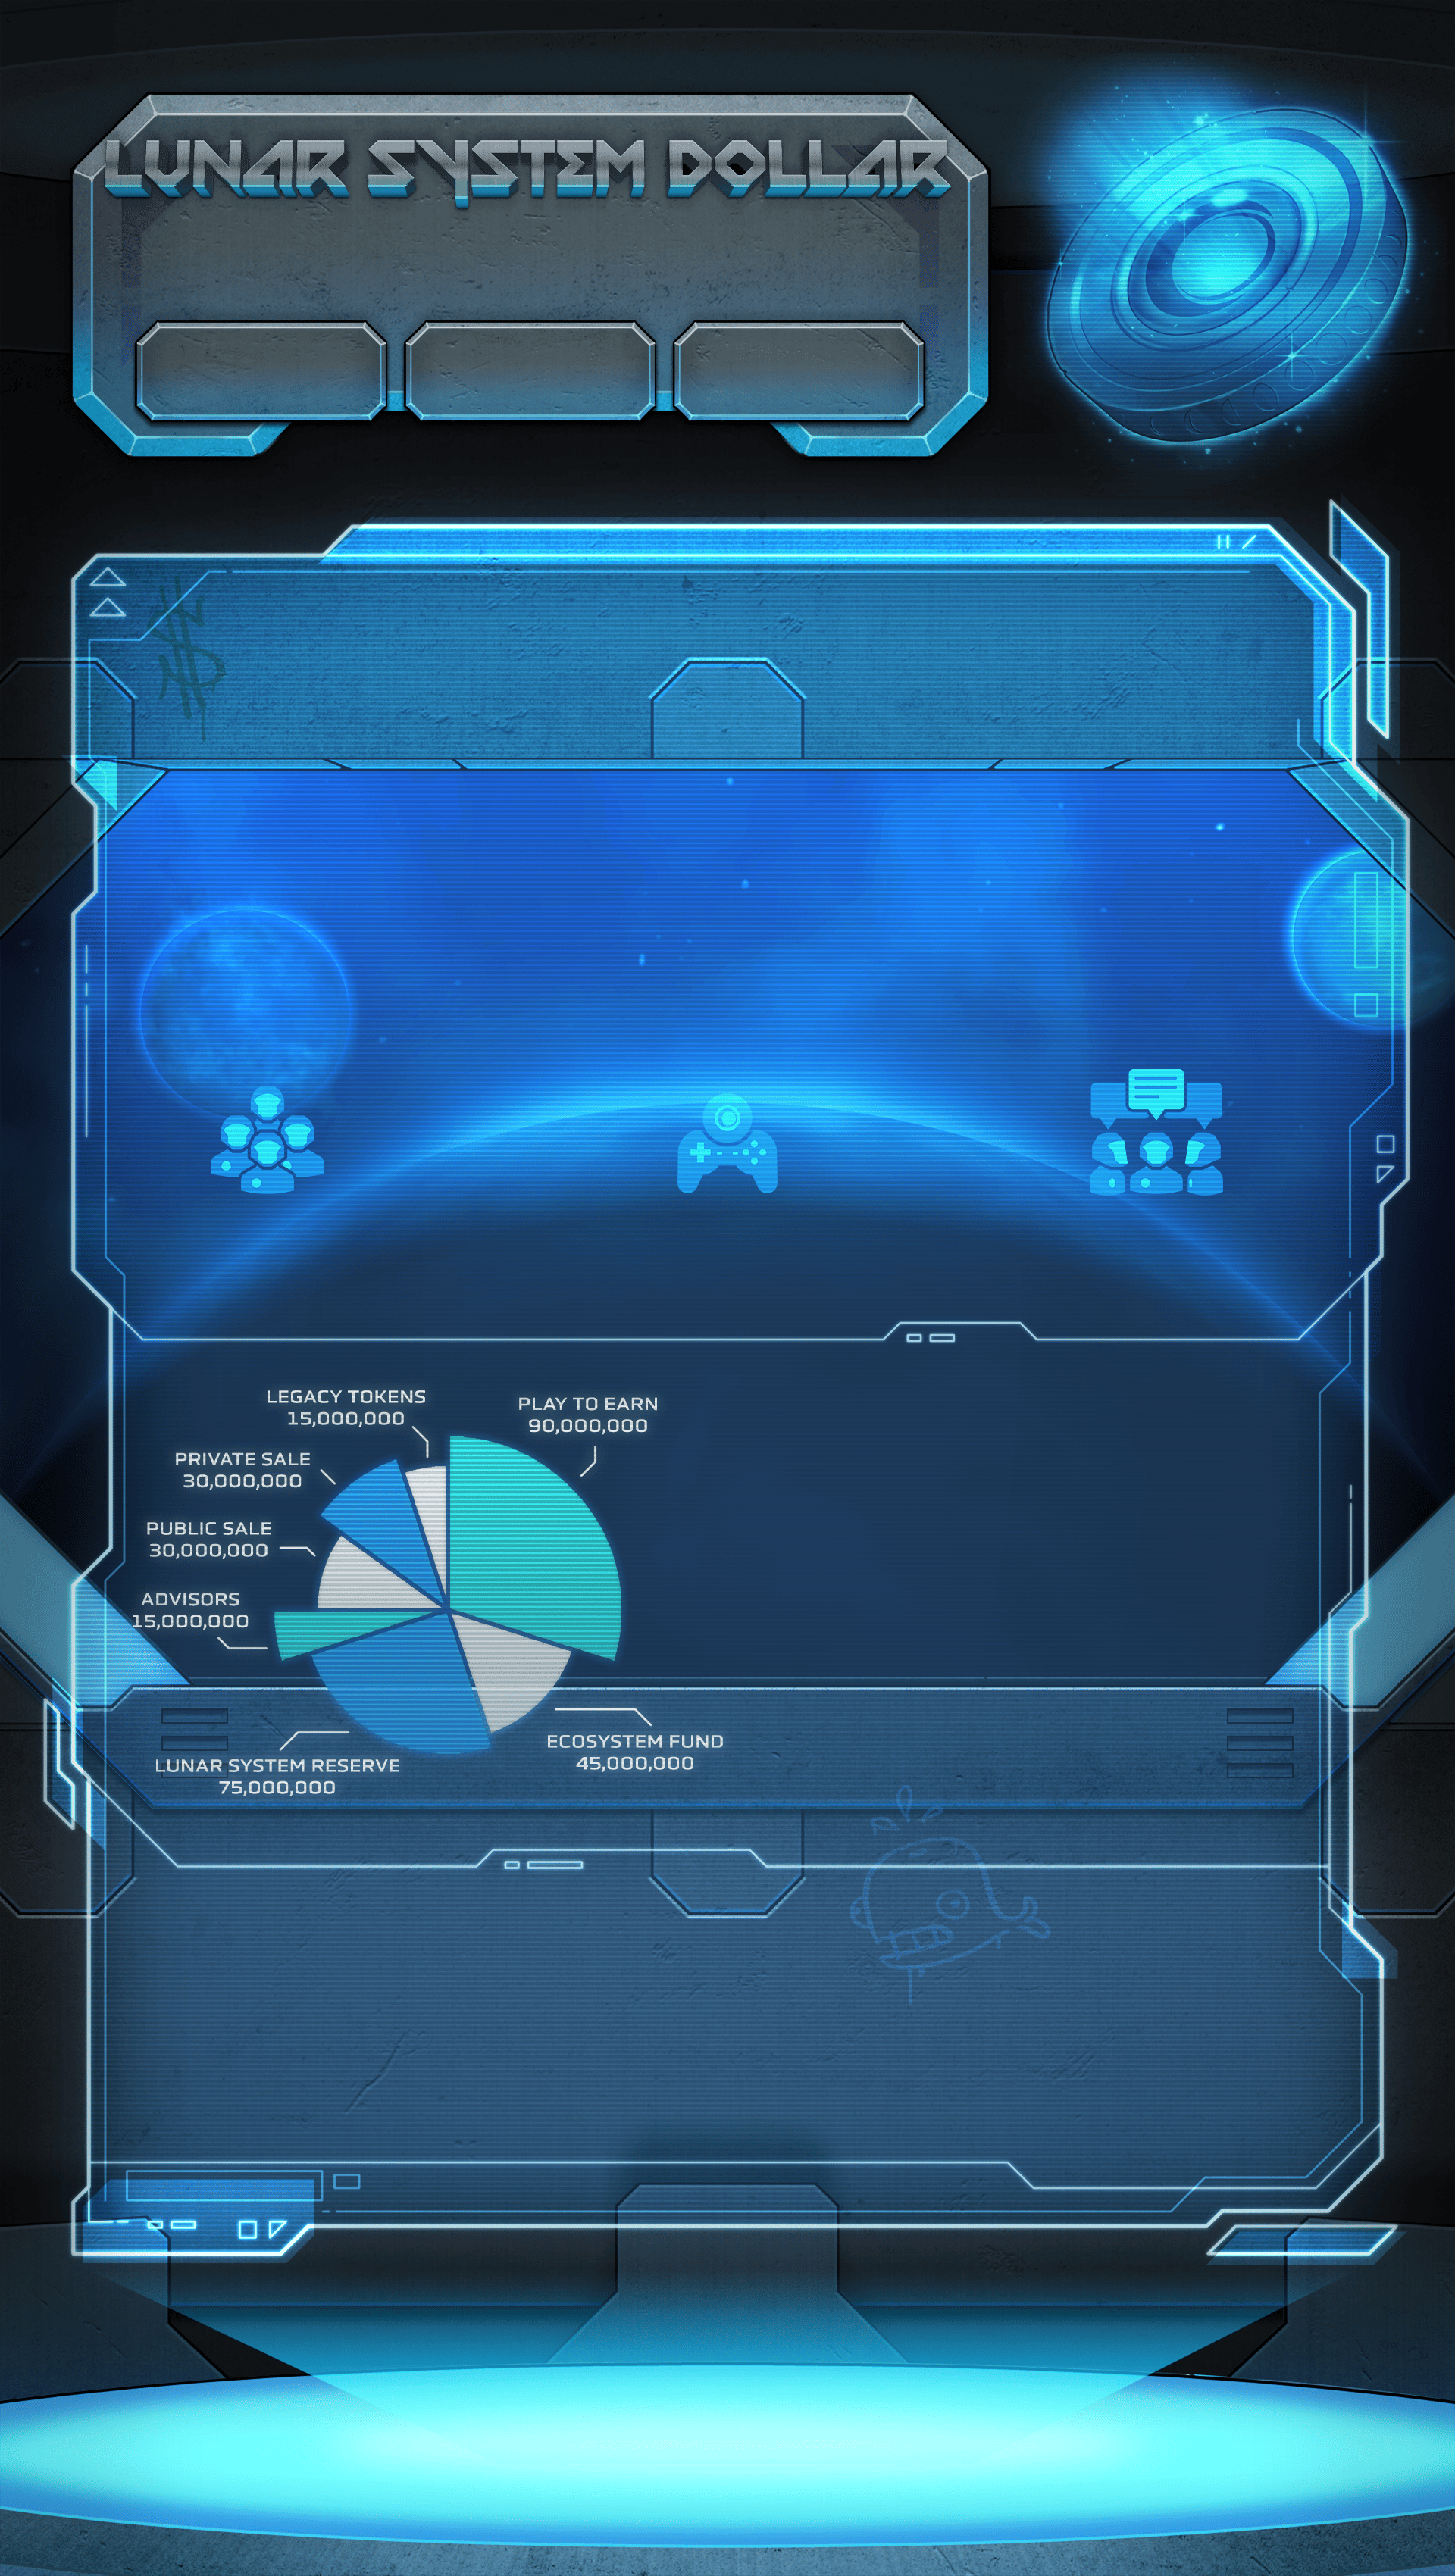 LUNAR SYSTEM DOLLAR
LEGACY TOKENS
15,000,000
PLAY TO EARN
90,000,000
PRIVATE SALE
30,000,000
PUBLIC SALE
30,000,000
ADVISORS
15,000,000
ECOSYSTEM FUND
45,000,000
LUNAR SYSTEM RESERVE
75,000,000